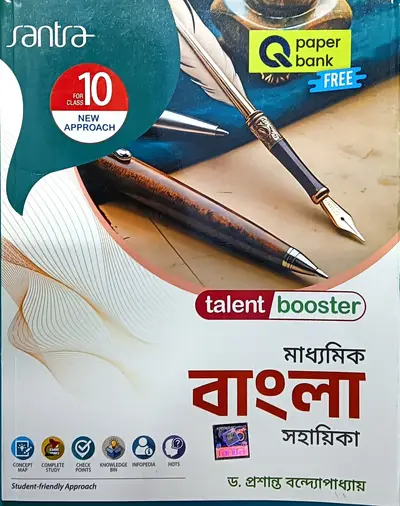 santra
Q paper
bank
FREE
FOR
CLASS 10
NEW
APPROACH
talent booster
মাধ্যমিক
বাংলা
সহায়িকা
CONCEPT
MAP
COMPLETE
STUDY
CHECK
POINTS
KNOWLEDGE
BIN
INFOPEDIA
HOTS
Student-friendly Approach
ড. প্রশান্ত বন্দ্যোপাধ্যায়